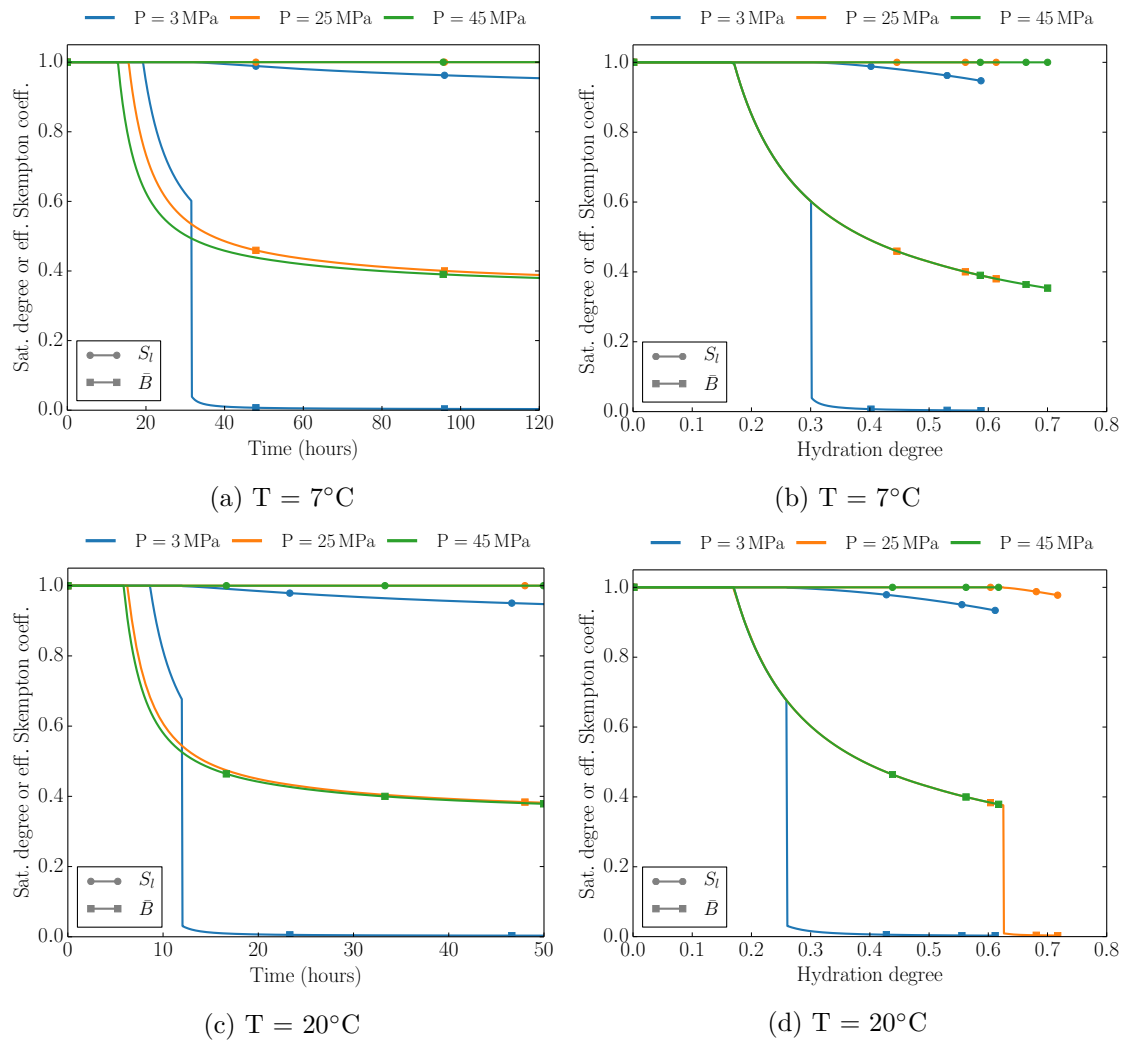 P = 3 MPa P = 25 MPa P = 45 MPa
Sat. degree or eff. Skempton coeff.
1.0
0.8
0.6
0.4
0.2
0.0
S_l
B̄
0 20 40 60 80 100 120
Time (hours)
(a) T = 7°C
P = 3 MPa P = 25 MPa P = 45 MPa
Sat. degree or eff. Skempton coeff.
1.0
0.8
0.6
0.4
0.2
0.0
S_l
B̄
0.0 0.1 0.2 0.3 0.4 0.5 0.6 0.7 0.8
Hydration degree
(b) T = 7°C
P = 3 MPa P = 25 MPa P = 45 MPa
Sat. degree or eff. Skempton coeff.
1.0
0.8
0.6
0.4
0.2
0.0
S_l
B̄
0 10 20 30 40 50
Time (hours)
(c) T = 20°C
P = 3 MPa P = 25 MPa P = 45 MPa
Sat. degree or eff. Skempton coeff.
1.0
0.8
0.6
0.4
0.2
0.0
S_l
B̄
0.0 0.1 0.2 0.3 0.4 0.5 0.6 0.7 0.8
Hydration degree
(d) T = 20°C